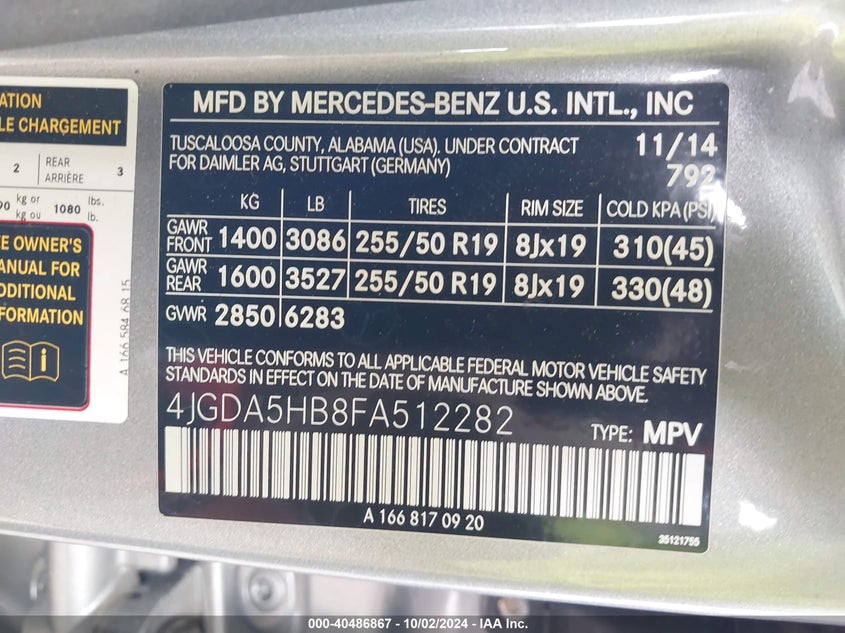 ATION
LE CHARGEMENT
2 REAR ARRIÈRE 3
kg or kg ou 1080 lbs. lb.
E OWNER'S
ANUAL FOR
DDITIONAL
FORMATION
A 166 584 68 15
MFD BY MERCEDES-BENZ U.S. INTL., INC
TUSCALOOSA COUNTY, ALABAMA (USA). UNDER CONTRACT 11/14
FOR DAIMLER AG, STUTTGART (GERMANY) 792
KG LB TIRES RIM SIZE COLD KPA (PSI)
GAWR FRONT 1400 3086 255/50 R19 8Jx19 310(45)
GAWR REAR 1600 3527 255/50 R19 8Jx19 330(48)
GWR 2850 6283
THIS VEHICLE CONFORMS TO ALL APPLICABLE FEDERAL MOTOR VEHICLE SAFETY
STANDARDS IN EFFECT ON THE DATE OF MANUFACTURE SHOWN ABOVE.
4JGDA5HB8FA512282 TYPE: MPV
A 166 817 09 20
35121755
000-40486867 - 10/02/2024 - IAA Inc.